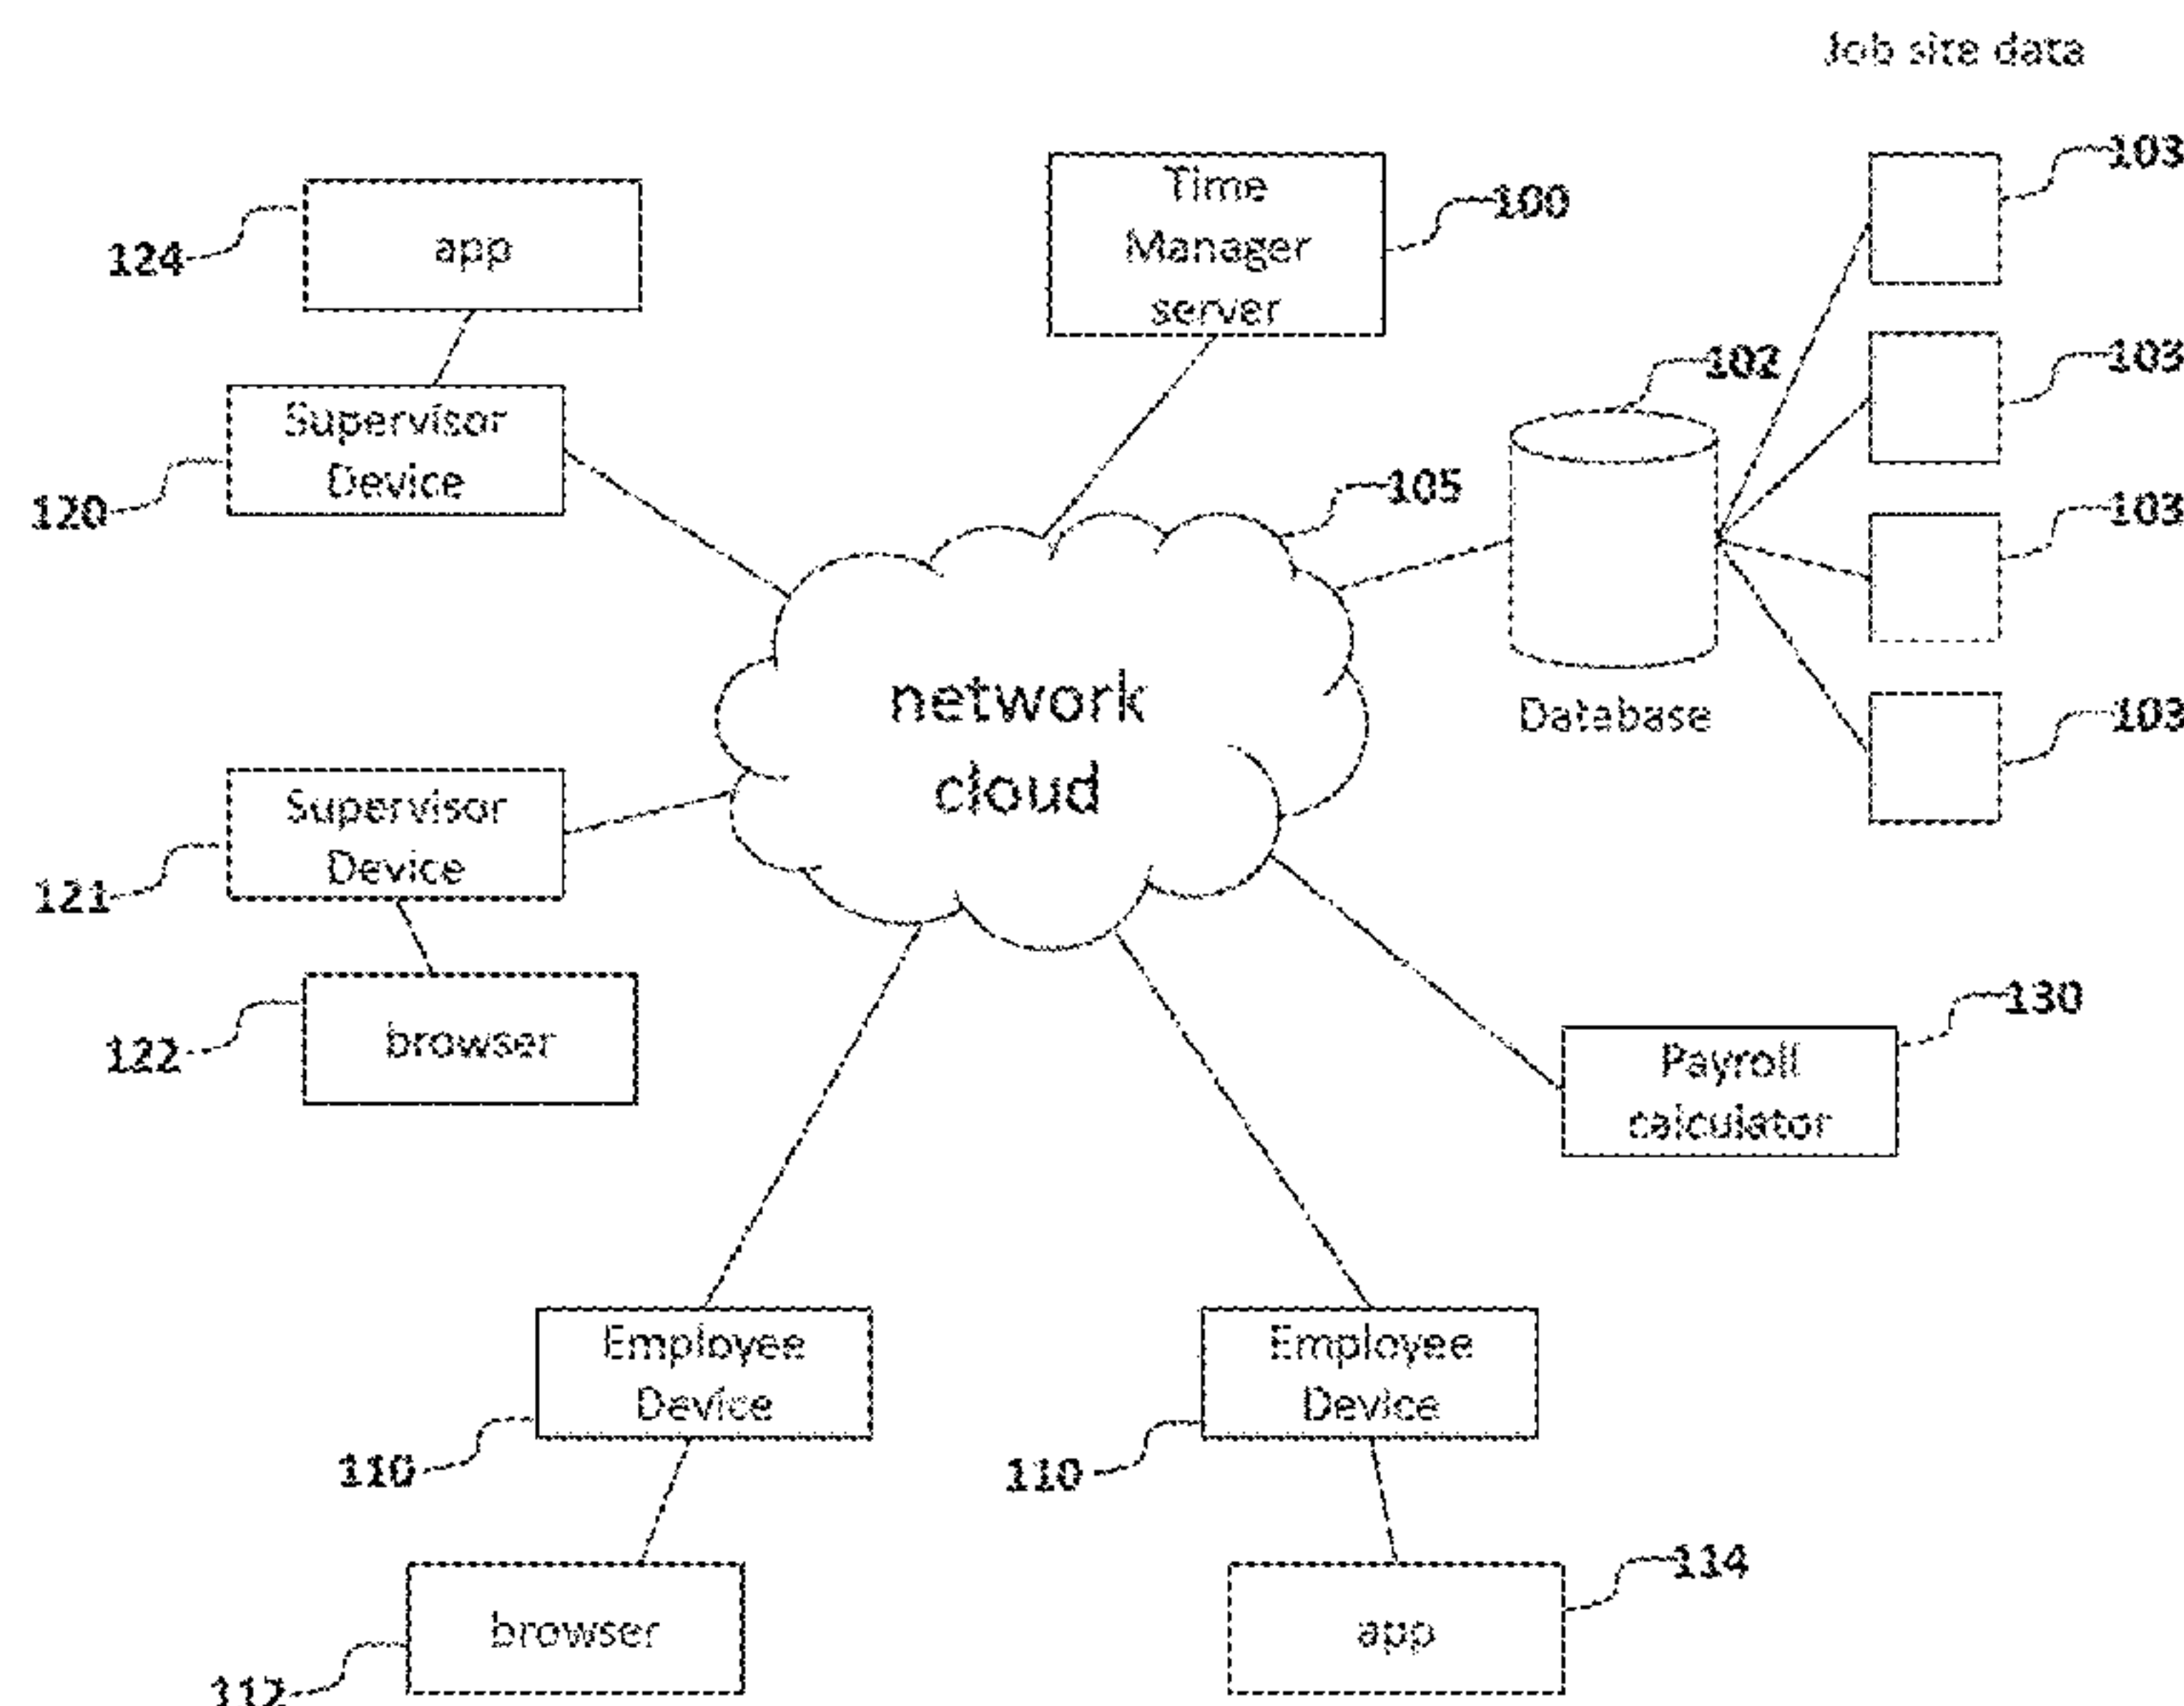 Job site data
103
Time
Manager
server
100
124
app
103
102
Supervisor
Device
120
105
103
network
cloud
Database
103
Supervisor
Device
121
browser
122
130
Payroll
calculator
Employee
Device
110
Employee
Device
110
114
browser
app
112